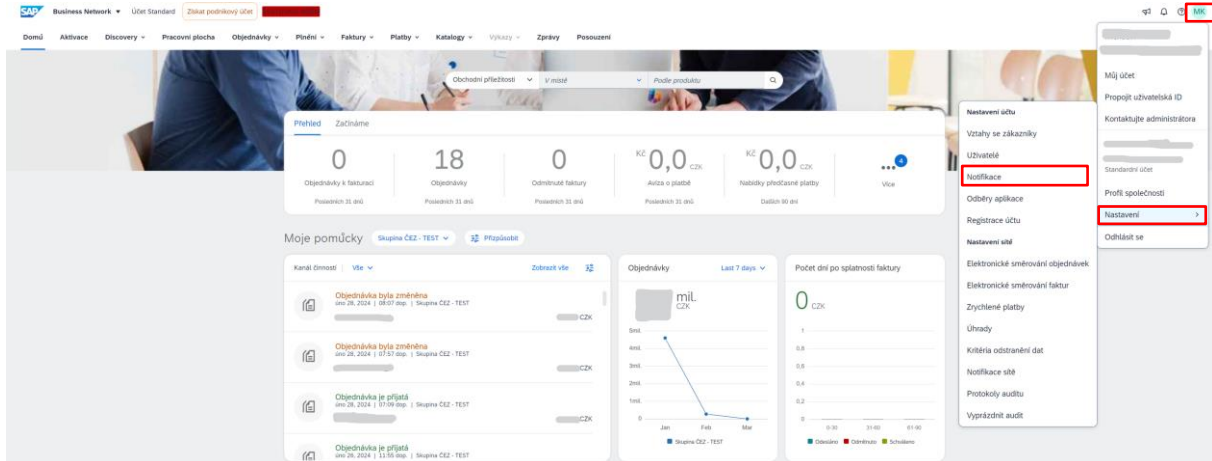 SAP Business Network Účet Standard Získat podnikový účet
MK
Domů Aktivace Discovery Pracovní plocha Objednávky Plnění Faktury Platby Katalogy Výkazy Zprávy Posouzení
Obchodní příležitosti V místě Podle produktu
Přehled Začínáme
0
Objednávky k fakturaci
Posledních 31 dnů
18
Objednávky
Posledních 31 dnů
0
Odmítnuté faktury
Posledních 31 dnů
Kč 0,0 CZK
Avíza o platbě
Posledních 31 dnů
Kč 0,0 CZK
Nabídky předčasné platby
Dalších 90 dní
... 4
Více
Moje pomůcky Skupina ČEZ - TEST Přizpůsobit
Kanál činností Vše Zobrazit vše
Objednávka byla změněna
úno 28, 2024 | 08:07 dop. | Skupina ČEZ - TEST
CZK
Objednávka byla změněna
úno 28, 2024 | 07:57 dop. | Skupina ČEZ - TEST
CZK
Objednávka je přijatá
úno 28, 2024 | 07:09 dop. | Skupina ČEZ - TEST
CZK
Objednávka je přijatá
úno 28, 2024 | 11:55 dop. | Skupina ČEZ - TEST
Objednávky Last 7 days
mil.
CZK
5mil.
4mil.
3mil.
2mil.
1mil.
0
Jan Feb Mar
Skupina ČEZ - TEST
Počet dní po splatnosti faktury
0 CZK
1
0,8
0,6
0,4
0,2
0
0-30 31-60 61-90
Odesláno Odmítnuto Schváleno
Nastavení účtu
Vztahy se zákazníky
Uživatelé
Notifikace
Odběry aplikace
Registrace účtu
Nastavení sítě
Elektronické směrování objednávek
Elektronické směrování faktur
Zrychlené platby
Úhrady
Kritéria odstranění dat
Notifikace sítě
Protokoly auditu
Vyprázdnit audit
Můj účet
Propojit uživatelská ID
Kontaktujte administrátora
Standardní účet
Profil společnosti
Nastavení
Odhlásit se